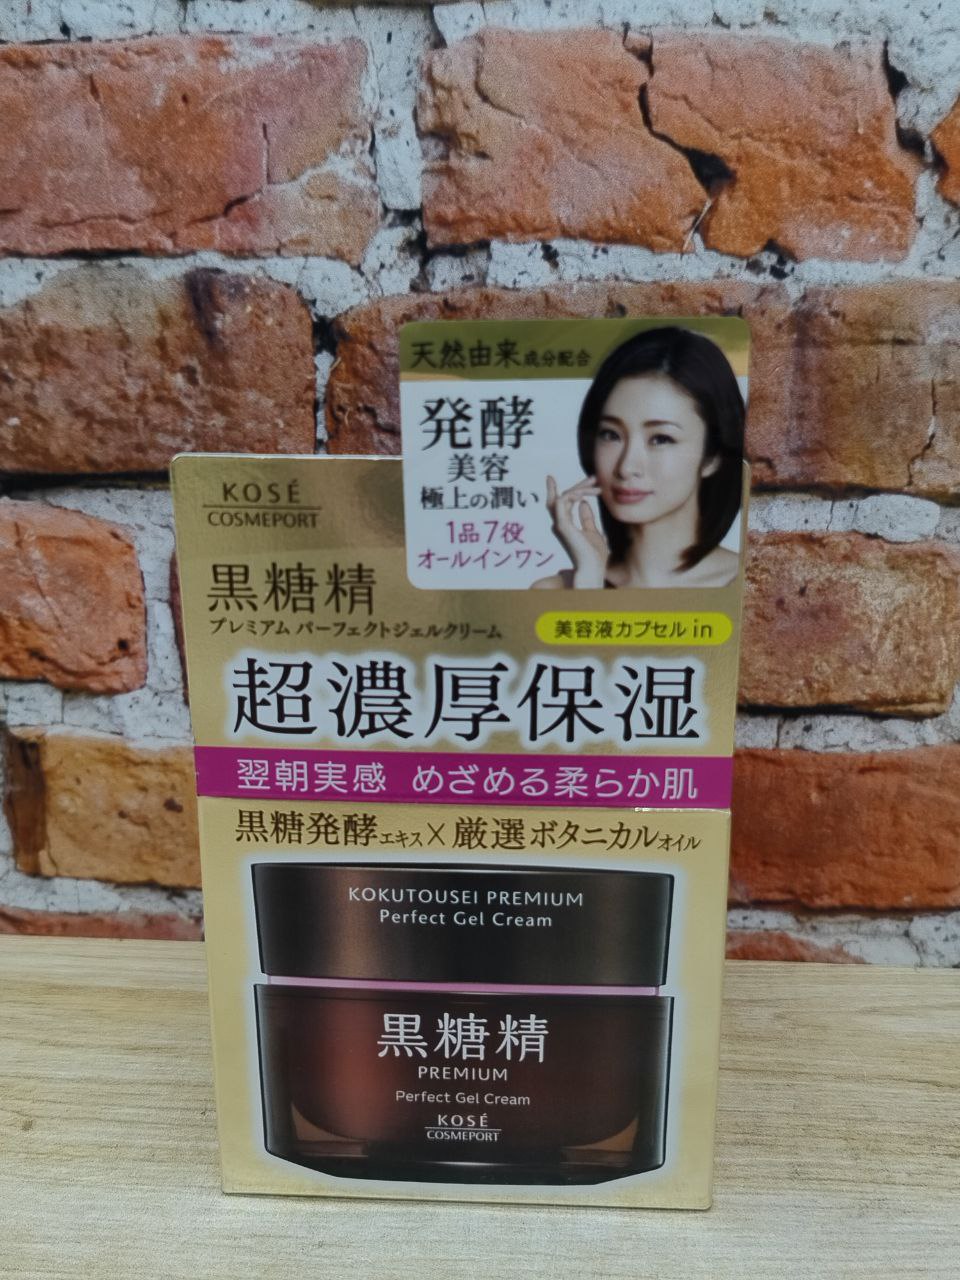 天然由来成分配合
発酵
美容
極上の潤い
1品7役
オールインワン
KOSÉ
COSMEPORT
黒糖精
プレミアム パーフェクトジェルクリーム
美容液カプセル in
超濃厚保湿
翌朝実感 めざめる柔らか肌
黒糖発酵エキス×厳選ボタニカルオイル
KOKUTOUSEI PREMIUM
Perfect Gel Cream
黒糖精
PREMIUM
Perfect Gel Cream
KOSÉ
COSMEPORT